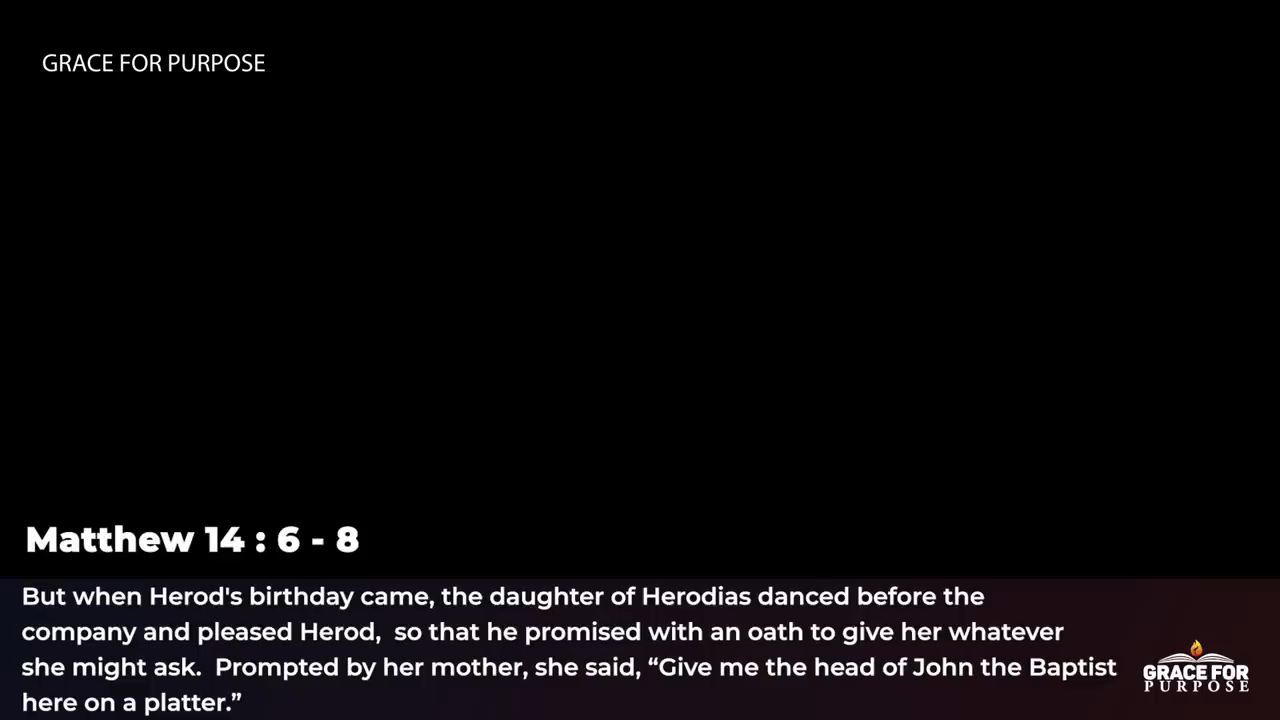 GRACE FOR PURPOSE
Matthew 14 : 6 - 8
But when Herod's birthday came, the daughter of Herodias danced before the
company and pleased Herod,  so that he promised with an oath to give her whatever
she might ask.  Prompted by her mother, she said, “Give me the head of John the Baptist
here on a platter.”
GRACE FOR
PURPOSE